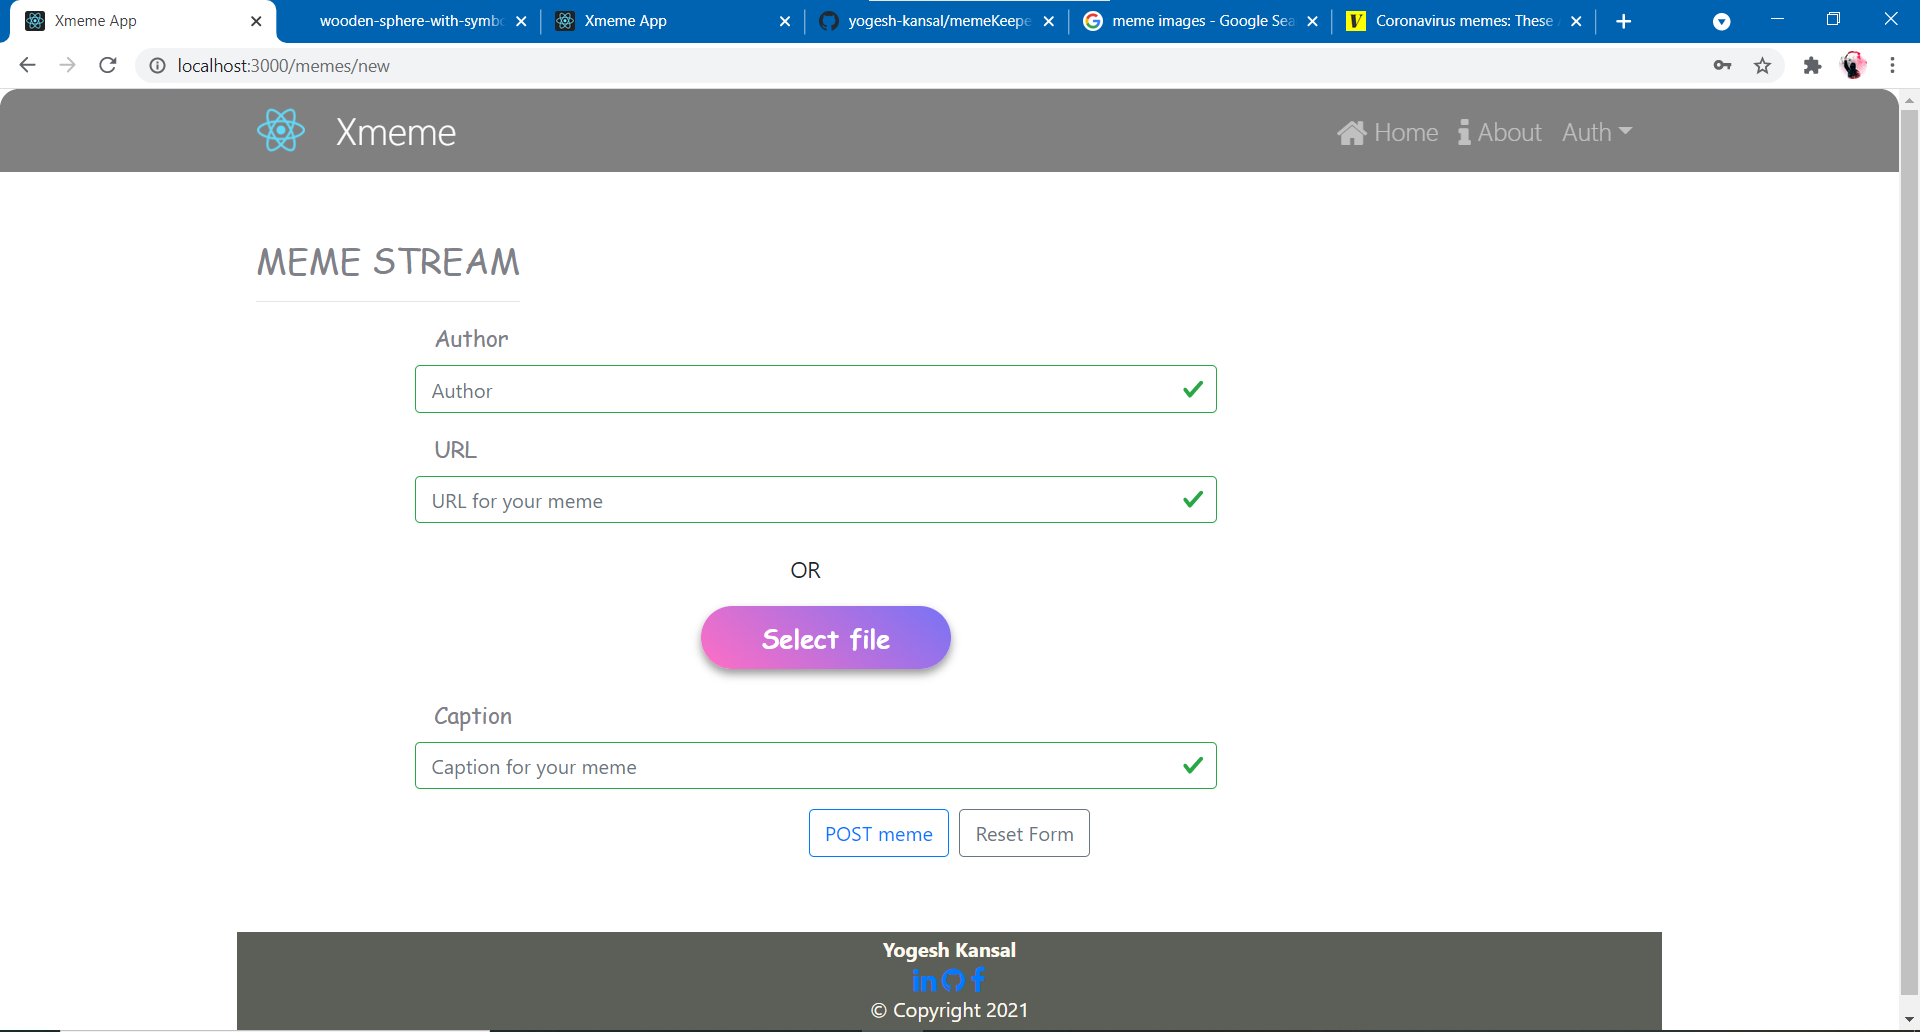 Xmeme App
wooden-sphere-with-symbo
Xmeme App
yogesh-kansal/memeKeepe
meme images - Google Sea
Coronavirus memes: These
localhost:3000/memes/new
Xmeme
Home
About
Auth
MEME STREAM
Author
Author
URL
URL for your meme
OR
Select file
Caption
Caption for your meme
POST meme
Reset Form
Yogesh Kansal
© Copyright 2021